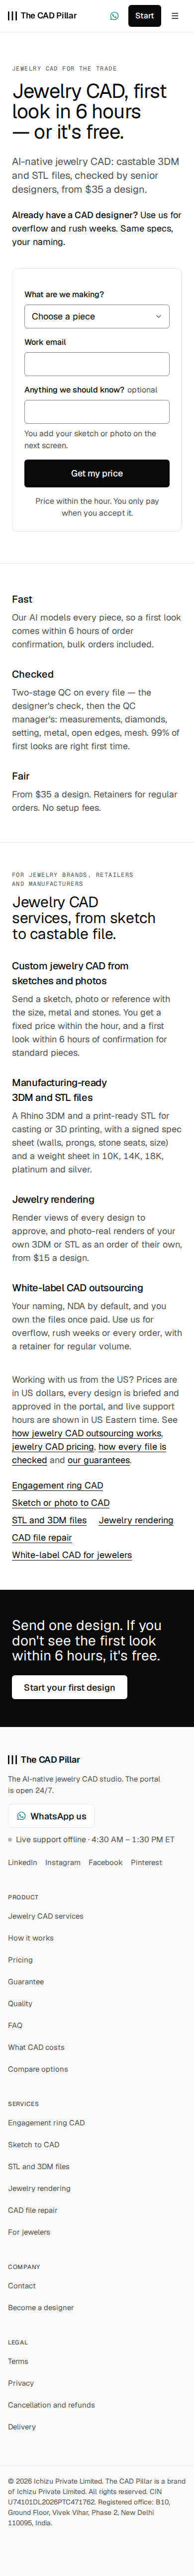 The CAD Pillar
Start
JEWELRY CAD FOR THE TRADE
Jewelry CAD, first
look in 6 hours
— or it's free.
AI-native jewelry CAD: castable 3DM
and STL files, checked by senior
designers, from $35 a design.
Already have a CAD designer? Use us for
overflow and rush weeks. Same specs,
your naming.
What are we making?
Choose a piece
Work email
Anything we should know? optional
You add your sketch or photo on the
next screen.
Get my price
Price within the hour. You only pay
when you accept it.
Fast
Our AI models every piece, so a first look
comes within 6 hours of order
confirmation, bulk orders included.
Checked
Two-stage QC on every file — the
designer's check, then the QC
manager's: measurements, diamonds,
setting, metal, open edges, mesh. 99% of
first looks are right first time.
Fair
From $35 a design. Retainers for regular
orders. No setup fees.
FOR JEWELRY BRANDS, RETAILERS
AND MANUFACTURERS
Jewelry CAD
services, from sketch
to castable file.
Custom jewelry CAD from
sketches and photos
Send a sketch, photo or reference with
the size, metal and stones. You get a
fixed price within the hour, and a first
look within 6 hours of confirmation for
standard pieces.
Manufacturing-ready
3DM and STL files
A Rhino 3DM and a print-ready STL for
casting or 3D printing, with a signed spec
sheet (walls, prongs, stone seats, size)
and a weight sheet in 10K, 14K, 18K,
platinum and silver.
Jewelry rendering
Render views of every design to
approve, and photo-real renders of your
own 3DM or STL as an order of their own,
from $15 a design.
White-label CAD outsourcing
Your naming, NDA by default, and you
own the files once paid. Use us for
overflow, rush weeks or every order, with
a retainer for regular volume.
Working with us from the US? Prices are
in US dollars, every design is briefed and
approved in the portal, and live support
hours are shown in US Eastern time. See
how jewelry CAD outsourcing works,
jewelry CAD pricing, how every file is
checked and our guarantees.
Engagement ring CAD
Sketch or photo to CAD
STL and 3DM files Jewelry rendering
CAD file repair
White-label CAD for jewelers
Send one design. If you
don't see the first look
within 6 hours, it's free.
Start your first design
The CAD Pillar
The AI-native jewelry CAD studio. The portal
is open 24/7.
WhatsApp us
Live support offline · 4:30 AM – 1:30 PM ET
LinkedIn Instagram Facebook Pinterest
PRODUCT
Jewelry CAD services
How it works
Pricing
Guarantee
Quality
FAQ
What CAD costs
Compare options
SERVICES
Engagement ring CAD
Sketch to CAD
STL and 3DM files
Jewelry rendering
CAD file repair
For jewelers
COMPANY
Contact
Become a designer
LEGAL
Terms
Privacy
Cancellation and refunds
Delivery
© 2026 Ichizu Private Limited. The CAD Pillar is a brand
of Ichizu Private Limited. All rights reserved. CIN
U74101DL2026PTC471762. Registered office: B10,
Ground Floor, Vivek Vihar, Phase 2, New Delhi
110095, India.